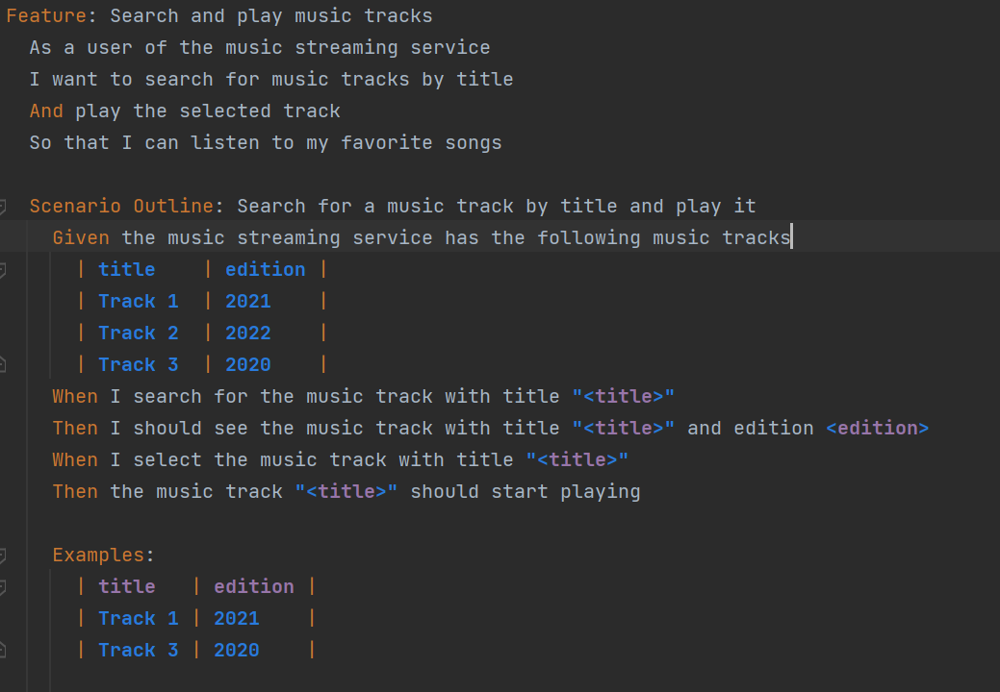 Feature: Search and play music tracks
As a user of the music streaming service
I want to search for music tracks by title
And play the selected track
So that I can listen to my favorite songs
Scenario Outline: Search for a music track by title and play it
Given the music streaming service has the following music tracks
| title    | edition |
| Track 1  | 2021    |
| Track 2  | 2022    |
| Track 3  | 2020    |
When I search for the music track with title "<title>"
Then I should see the music track with title "<title>" and edition <edition>
When I select the music track with title "<title>"
Then the music track "<title>" should start playing
Examples:
| title   | edition |
| Track 1 | 2021    |
| Track 3 | 2020    |